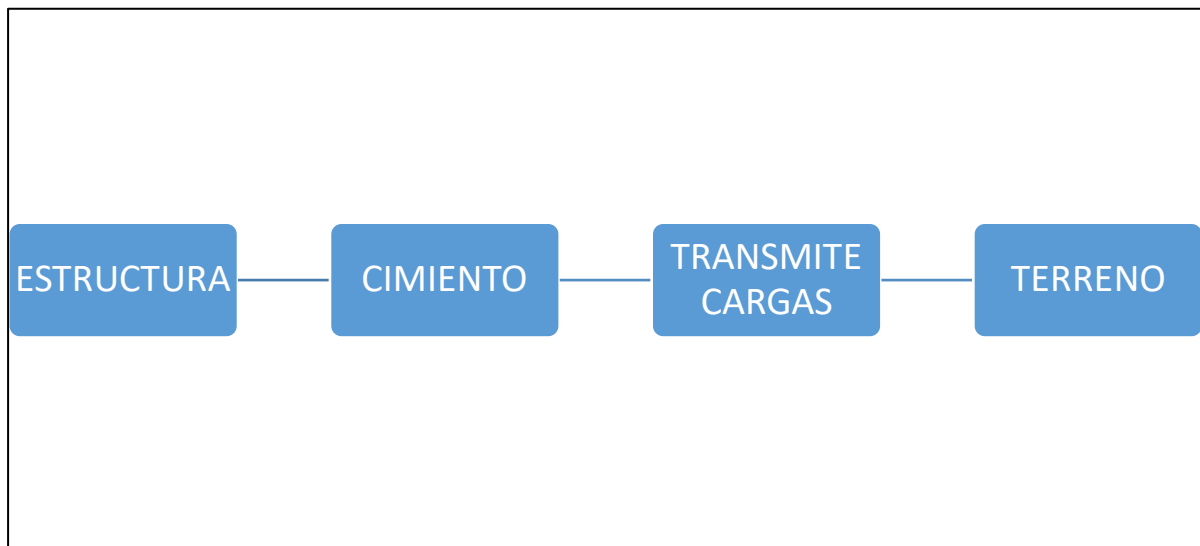 ESTRUCTURA
CIMIENTO
TRANSMITE
CARGAS
TERRENO